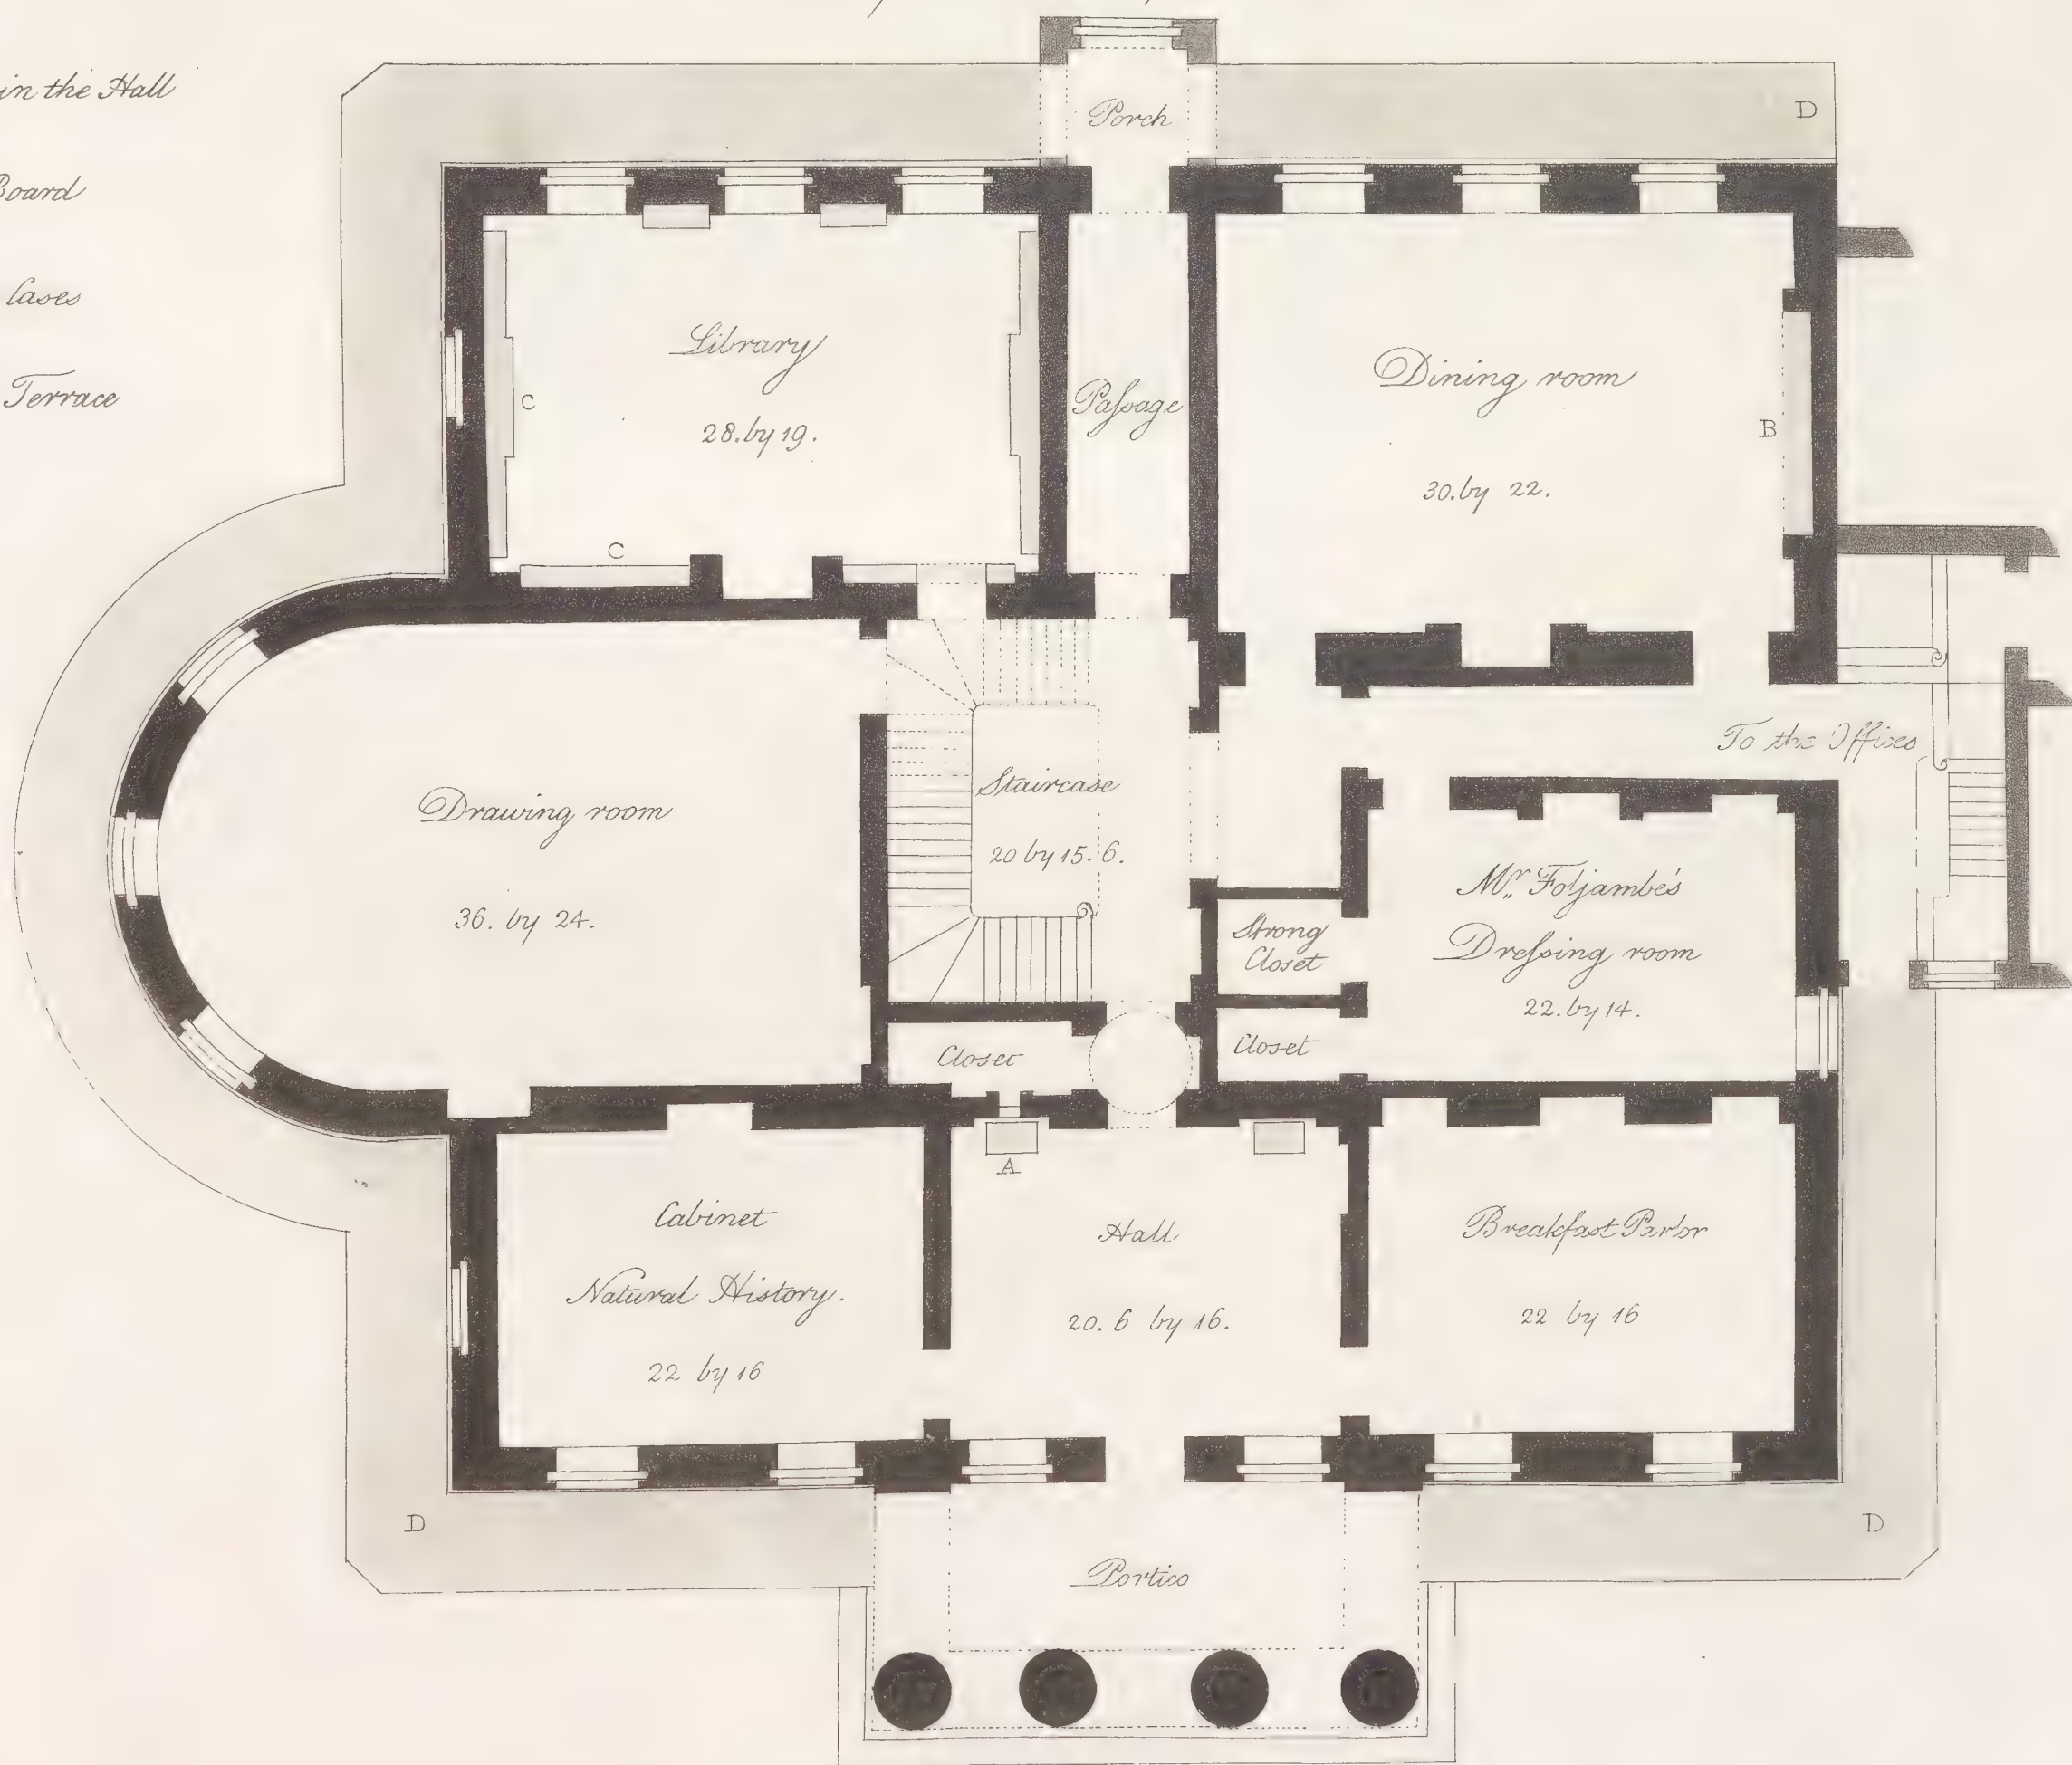 in the Hall
Board
Cases
Terrace
Porch
D
Library
28. by 19.
C
C
Paſsage
Dining room
30. by 22.
B
To the Offices
Drawing room
36. by 24.
Staircase
20 by 15. 6.
Mr. Foljambe's
Dreſsing room
22. by 14.
Strong
Closet
Closet
Closet
A
Cabinet
Natural History.
22 by 16
Hall
20. 6 by 16.
Breakfast Parlor
22 by 16
D
D
Portico